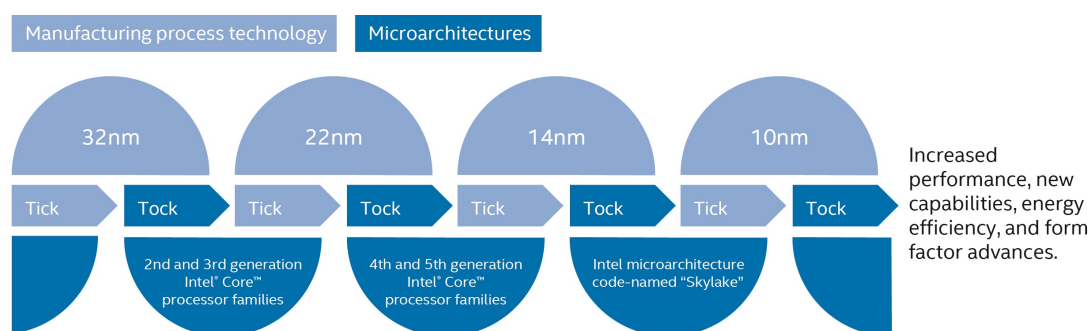 Manufacturing process technology
Microarchitectures
32nm
22nm
14nm
10nm
Tick
Tock
Tick
Tock
Tick
Tock
Tick
Tock
2nd and 3rd generation
Intel® Core™
processor families
4th and 5th generation
Intel® Core™
processor families
Intel microarchitecture
code-named “Skylake”
Increased
performance, new
capabilities, energy
efficiency, and form
factor advances.